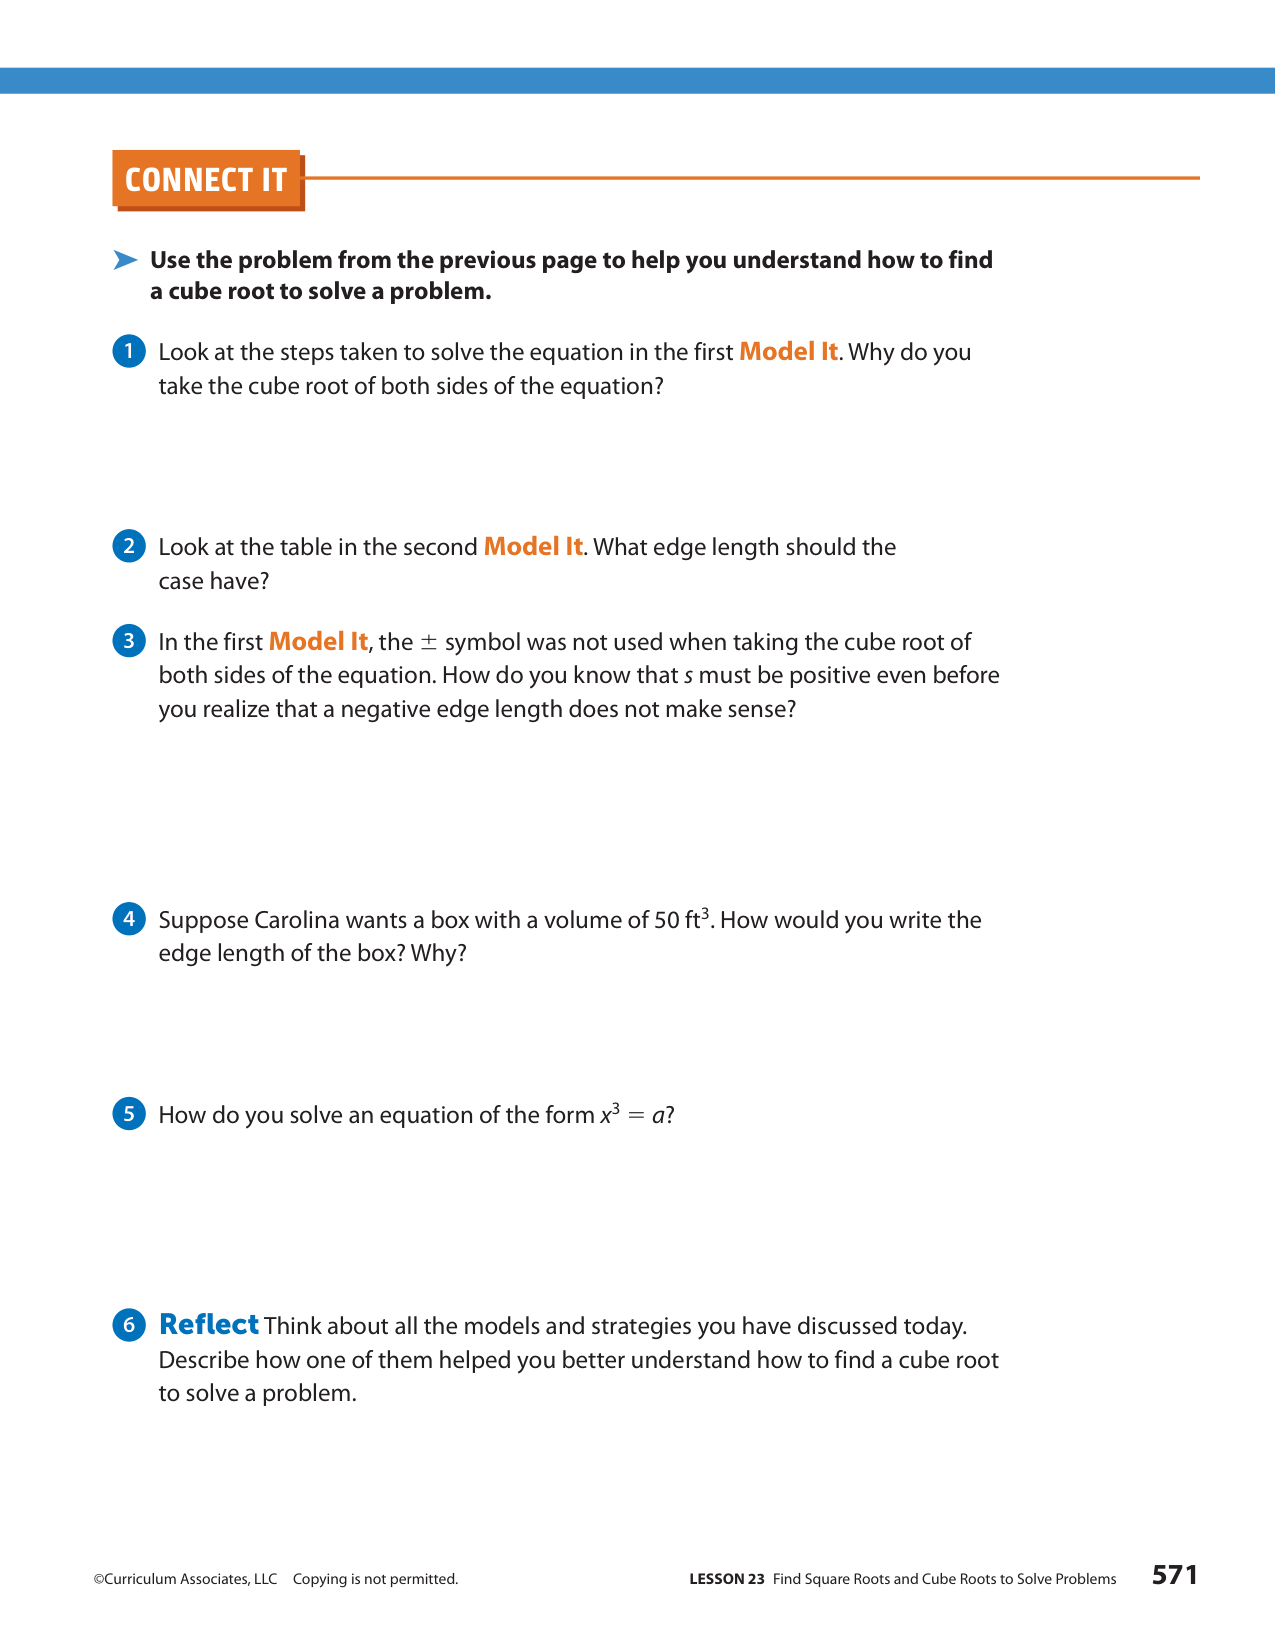 CONNECT IT
➤ Use the problem from the previous page to help you understand how to find
a cube root to solve a problem.
1 Look at the steps taken to solve the equation in the first Model It. Why do you
take the cube root of both sides of the equation?
2 Look at the table in the second Model It. What edge length should the
case have?
3 In the first Model It, the ± symbol was not used when taking the cube root of
both sides of the equation. How do you know that s must be positive even before
you realize that a negative edge length does not make sense?
4 Suppose Carolina wants a box with a volume of 50 ft³. How would you write the
edge length of the box? Why?
5 How do you solve an equation of the form x³ = a?
6 Reflect Think about all the models and strategies you have discussed today.
Describe how one of them helped you better understand how to find a cube root
to solve a problem.
©Curriculum Associates, LLC Copying is not permitted. LESSON 23 Find Square Roots and Cube Roots to Solve Problems 571